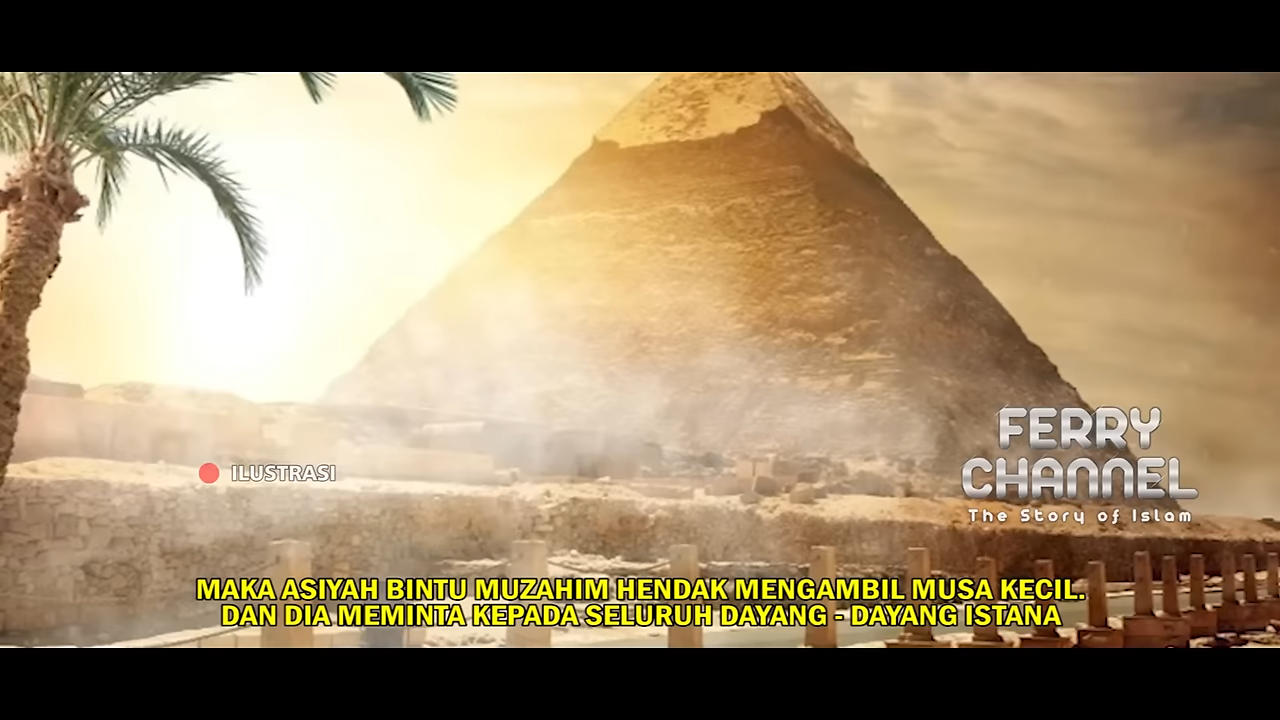 FERRY
CHANNEL
The Story of Islam
ILUSTRASI
MAKA ASIYAH BINTU MUZAHIM HENDAK MENGAMBIL MUSA KECIL.
DAN DIA MEMINTA KEPADA SELURUH DAYANG - DAYANG ISTANA